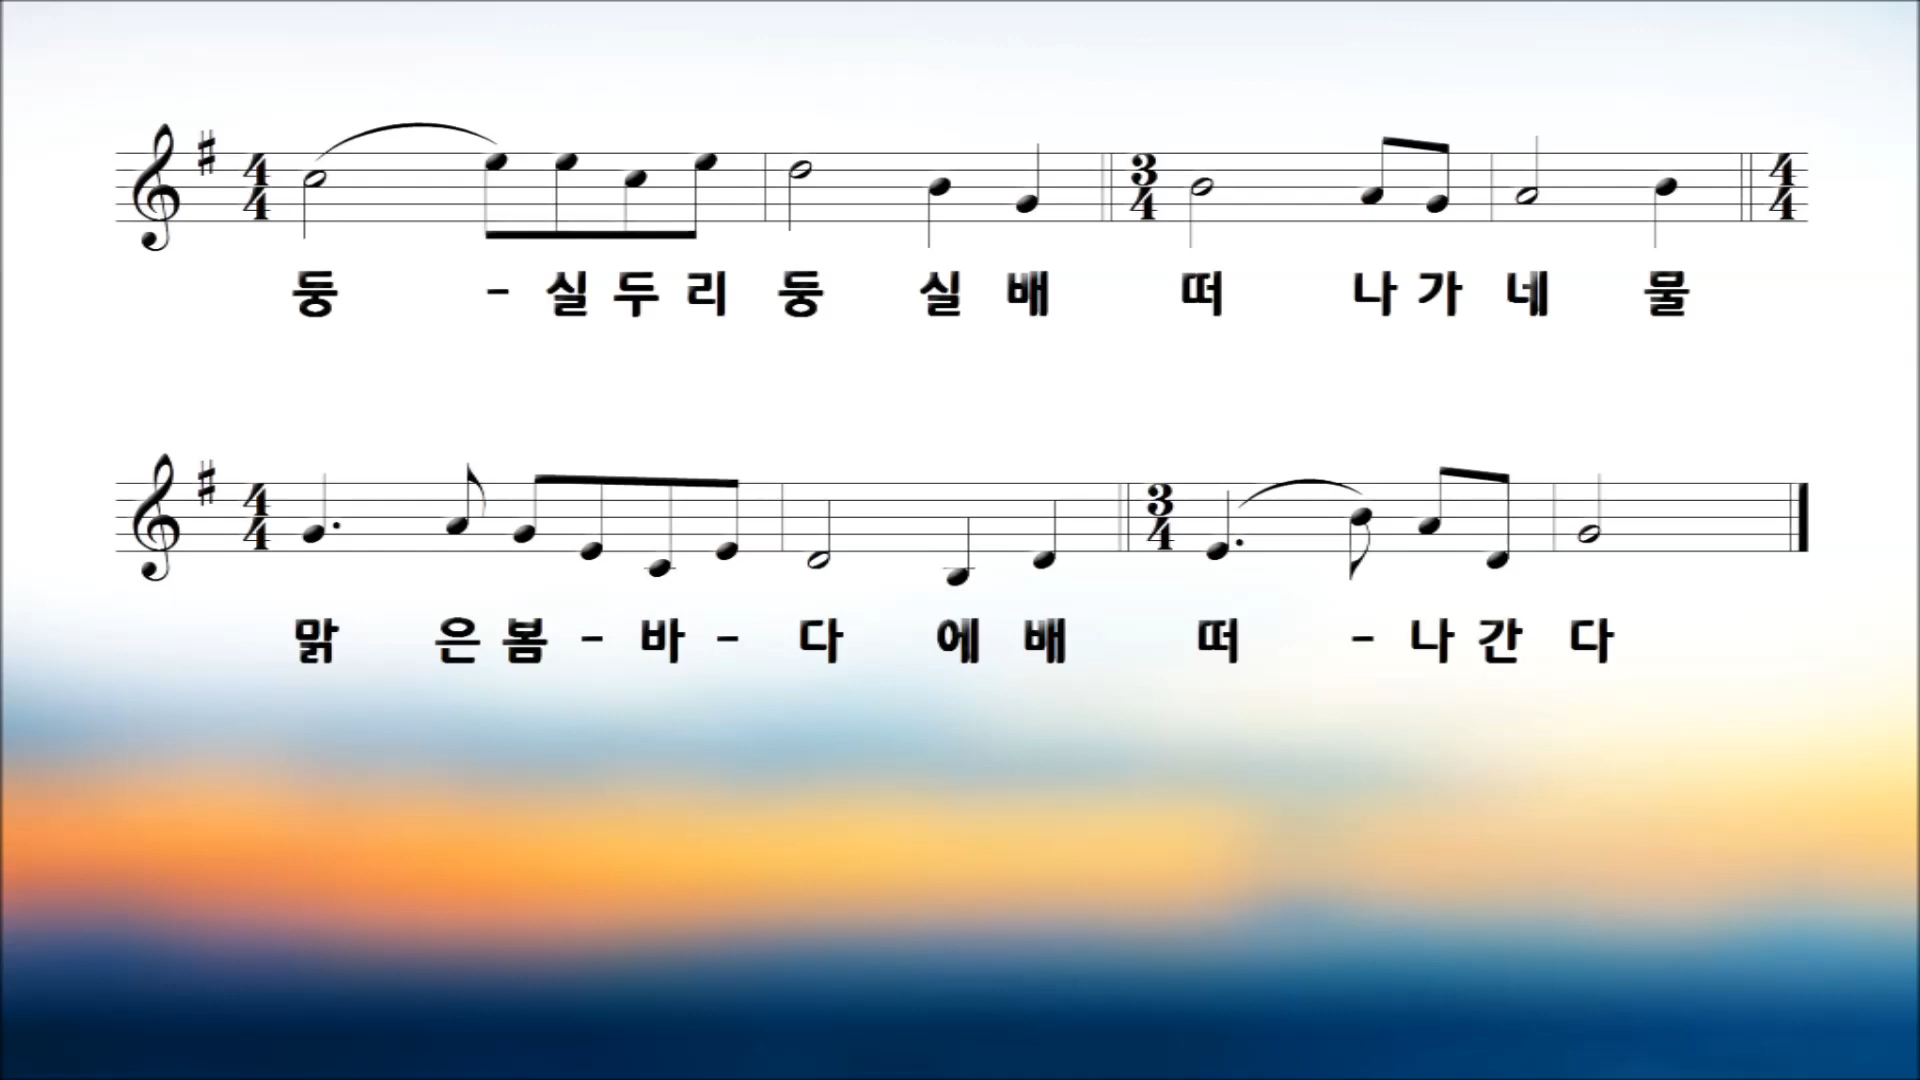 둥 - 실 두 리 둥 실 배 떠 나 가 네 물
맑 은 봄 - 바 - 다 에 배 떠 - 나 간 다